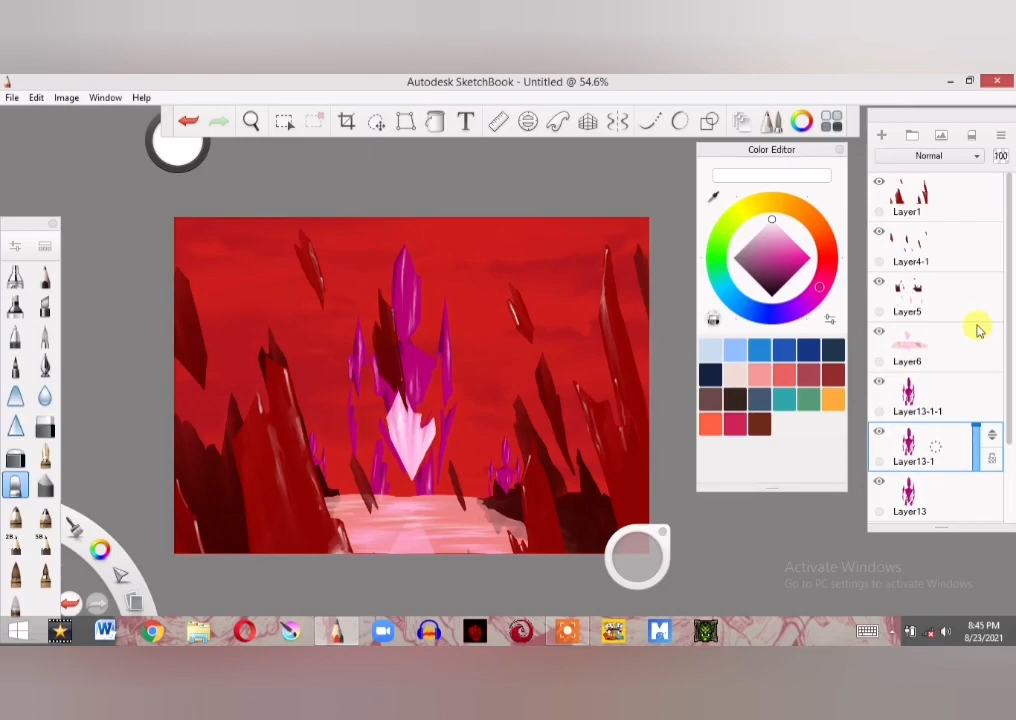 Autodesk SketchBook - Untitled @ 54.6%
File Edit Image Window Help
T
Color Editor
Normal 100
Layer1
Layer4-1
Layer5
Layer6
Layer13-1-1
Layer13-1
Layer13
2B 5B
Activate Windows
Go to PC settings to activate Windows.
8:45 PM
8/23/2021